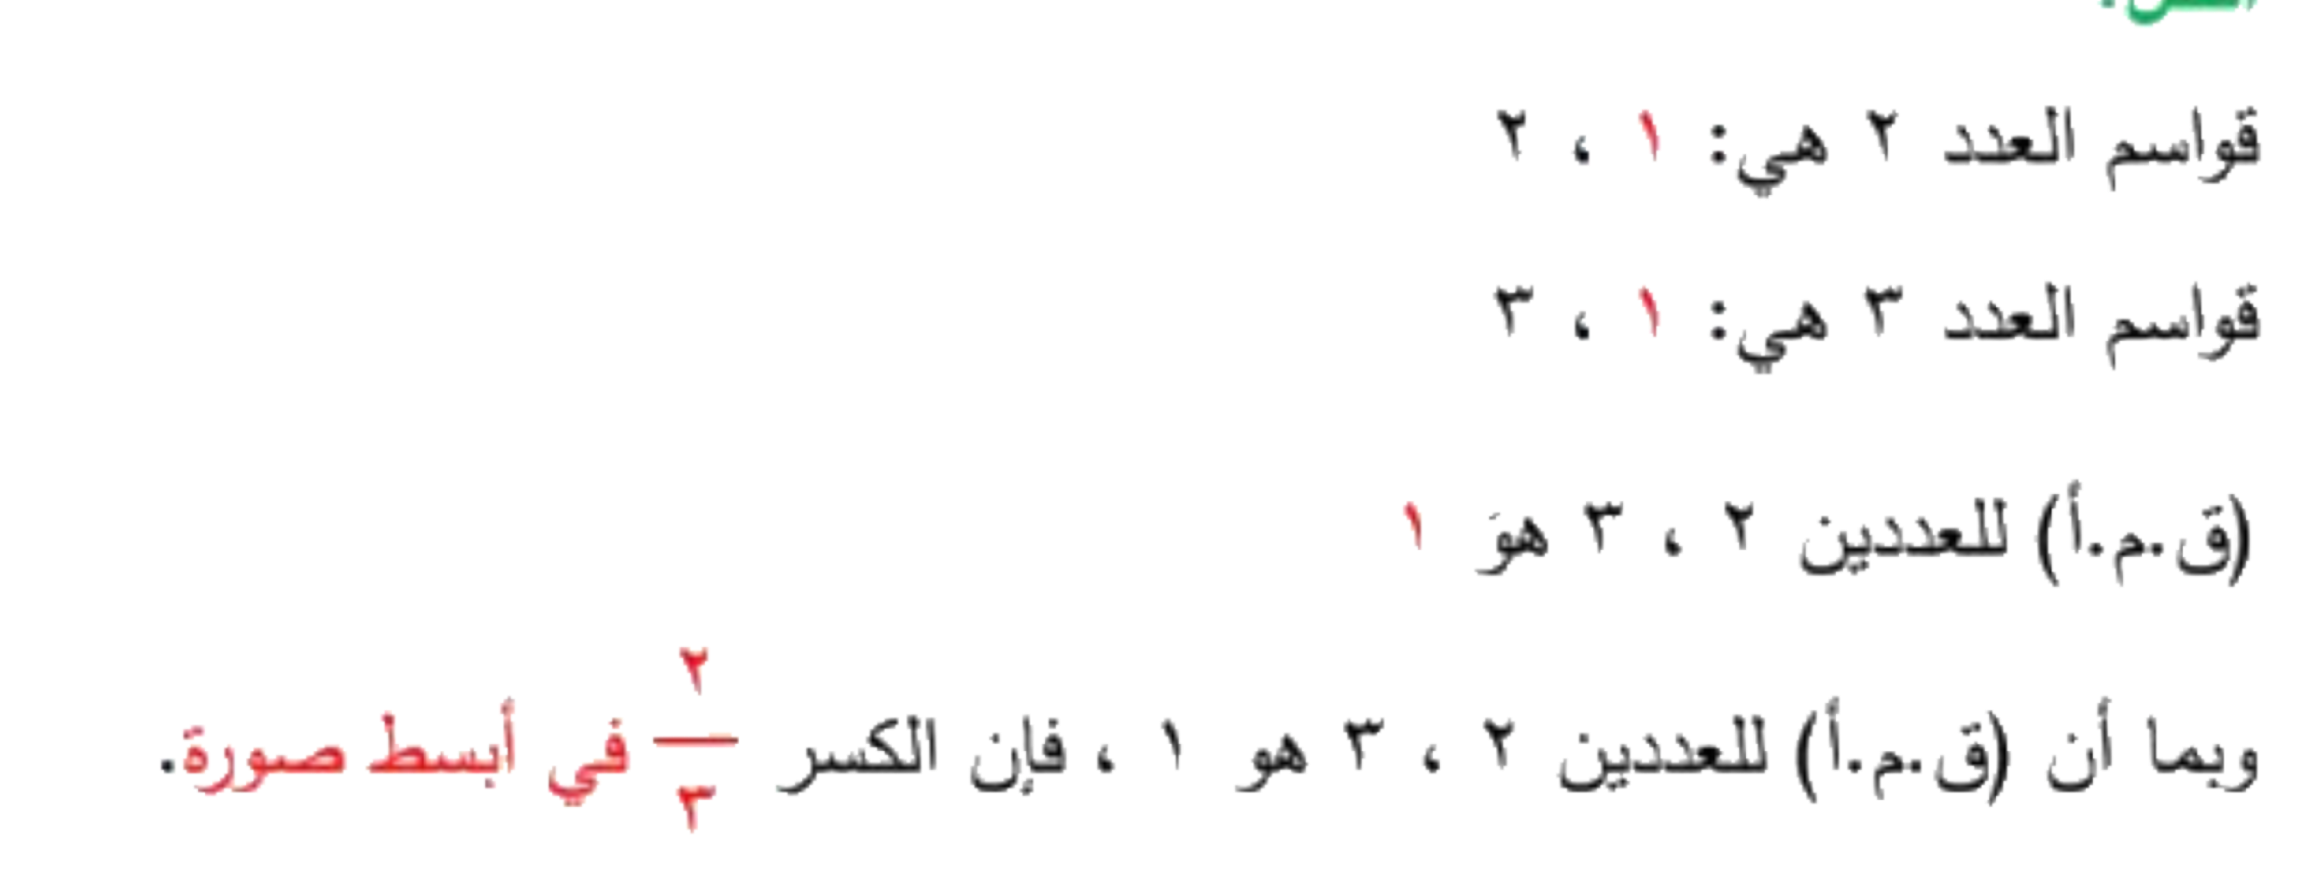 قواسم العدد ٢ هي: ١ ، ٢
قواسم العدد ٣ هي: ١ ، ٣
(ق.م.أ) للعددين ٢ ، ٣ هوَ ١
وبما أن (ق.م.أ) للعددين ٢ ، ٣ هو ١ ، فإن الكسر ٢/٣ في أبسط صورة.